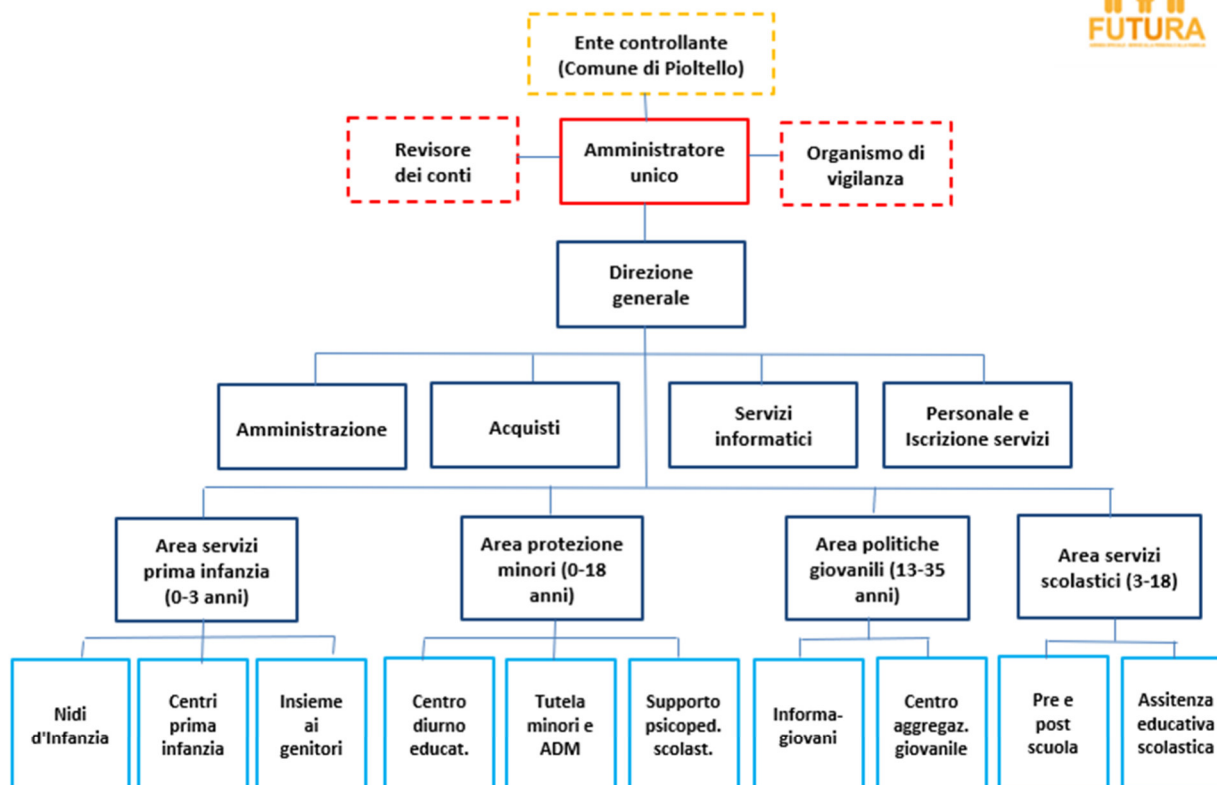 FUTURA
Ente controllante
(Comune di Pioltello)
Revisore
dei conti
Amministratore
unico
Organismo di
vigilanza
Direzione
generale
Amministrazione
Acquisti
Servizi
informatici
Personale e
Iscrizione servizi
Area servizi
prima infanzia
(0-3 anni)
Area protezione
minori (0-18
anni)
Area politiche
giovanili (13-35
anni)
Area servizi
scolastici (3-18)
Nidi
d'Infanzia
Centri
prima
infanzia
Insieme
ai
genitori
Centro
diurno
educat.
Tutela
minori e
ADM
Supporto
psicoped.
scolast.
Informa-
giovani
Centro
aggregaz.
giovanile
Pre e
post
scuola
Assitenza
educativa
scolastica